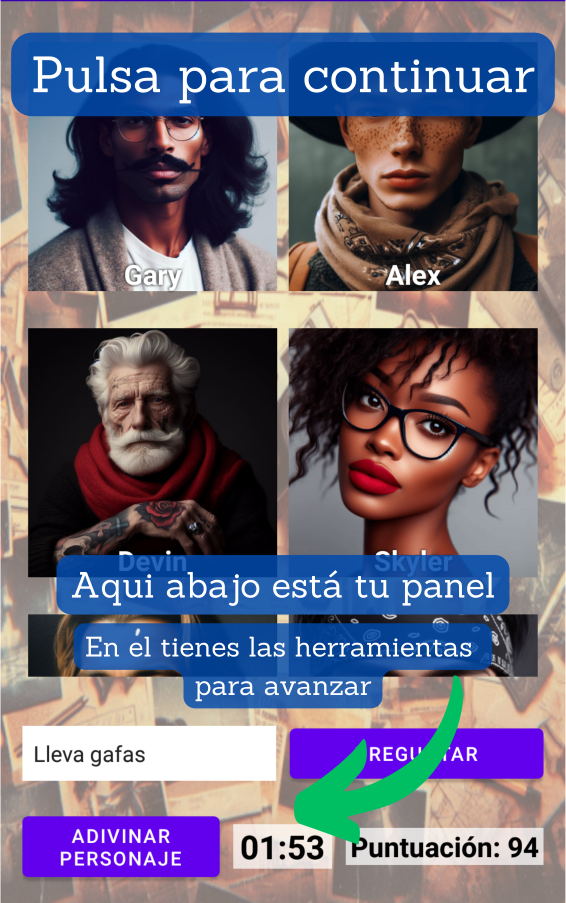 Pulsa para continuar
Gary
Alex
Devin
Skyler
Aqui abajo está tu panel
En él tienes las herramientas
para avanzar
Lleva gafas
ADIVINAR
PERSONAJE
01:53
Puntuación: 94